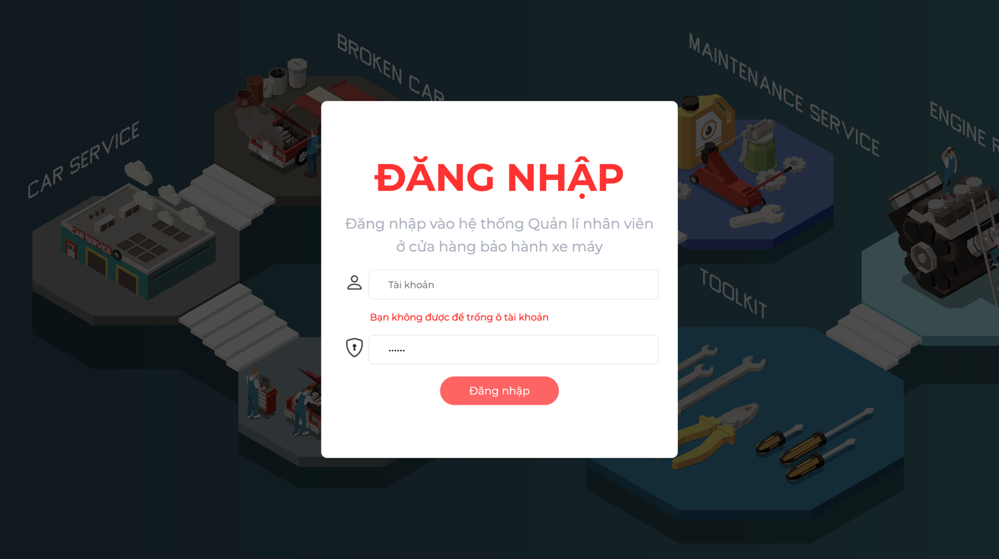 BROKEN CAR
MAINTENANCE SERVICE
CAR SERVICE
ENGINE
CAR SERVICE
TOOLKIT
ĐĂNG NHẬP
Đăng nhập vào hệ thống Quản lí nhân viên
ở cửa hàng bảo hành xe máy
Tài khoản
Bạn không được để trống ô tài khoản
••••••
Đăng nhập